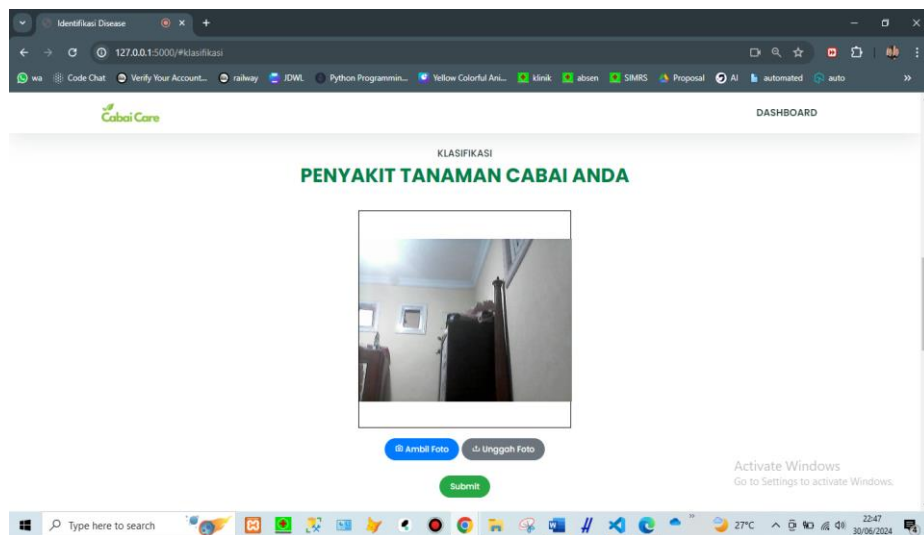 Identifikasi Disease
127.0.0.1:5000/#klasifikasi
wa Code Chat Verify Your Account... railway JDWL Python Programmin... Yellow Colorful Ani... klinik absen SIMRS Proposal AI automated auto
Cabai Care
DASHBOARD
KLASIFIKASI
PENYAKIT TANAMAN CABAI ANDA
Ambil Foto Unggah Foto
Submit
Activate Windows
Go to Settings to activate Windows.
Type here to search
27°C
22:47
30/06/2024